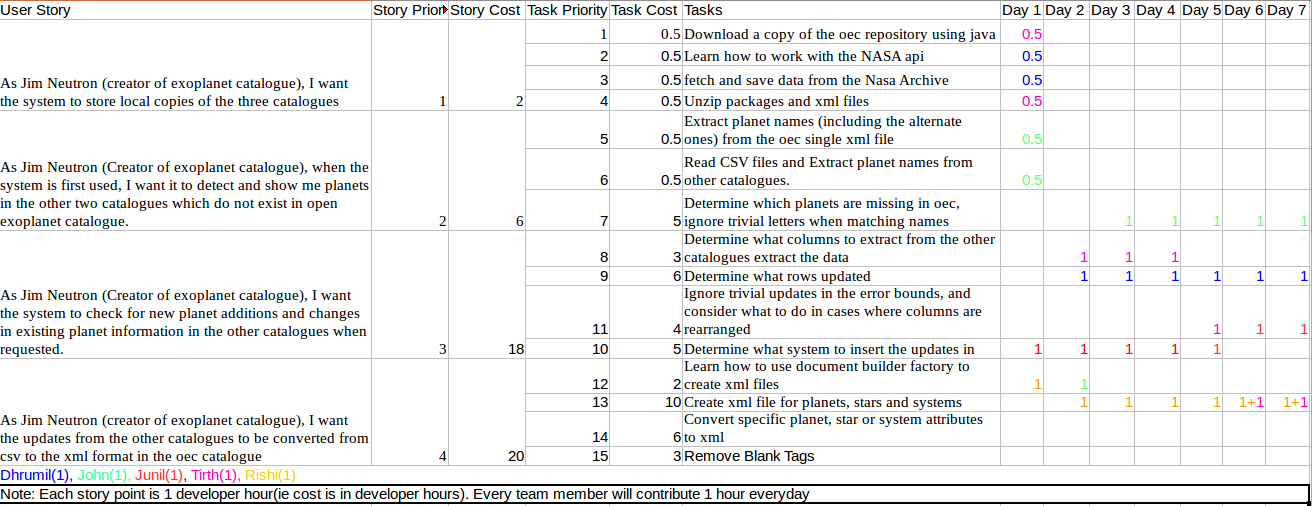 User Story Story Prior Story Cost Task Priority Task Cost Tasks Day 1 Day 2 Day 3 Day 4 Day 5 Day 6 Day 7
1 0.5 Download a copy of the oec repository using java 0.5
2 0.5 Learn how to work with the NASA api 0.5
3 0.5 fetch and save data from the Nasa Archive 0.5
As Jim Neutron (creator of exoplanet catalogue), I want
the system to store local copies of the three catalogues 1 2 4 0.5 Unzip packages and xml files 0.5
Extract planet names (including the alternate
5 0.5 ones) from the oec single xml file 0.5
Read CSV files and Extract planet names from
6 0.5 other catalogues. 0.5
As Jim Neutron (Creator of exoplanet catalogue), when the
system is first used, I want it to detect and show me planets
in the other two catalogues which do not exist in open Determine which planets are missing in oec,
exoplanet catalogue. 2 6 7 5 ignore trivial letters when matching names 1 1 1 1 1
Determine what columns to extract from the other
8 3 catalogues extract the data 1 1 1
9 6 Determine what rows updated 1 1 1 1 1 1
As Jim Neutron (Creator of exoplanet catalogue), I want Ignore trivial updates in the error bounds, and
the system to check for new planet additions and changes consider what to do in cases where columns are
in existing planet information in the other catalogues when 11 4 rearranged 1 1 1
requested. 3 18 10 5 Determine what system to insert the updates in 1 1 1 1 1
Learn how to use document builder factory to
12 2 create xml files 1 1
13 10 Create xml file for planets, stars and systems 1 1 1 1 1+1 1+1
As Jim Neutron (creator of exoplanet catalogue), I want Convert specific planet, star or system attributes
the updates from the other catalogues to be converted from 14 6 to xml
csv to the xml format in the oec catalogue 4 20 15 3 Remove Blank Tags
Dhrumil(1), John(1), Junil(1), Tirth(1), Rishi(1)
Note: Each story point is 1 developer hour(ie cost is in developer hours). Every team member will contribute 1 hour everyday